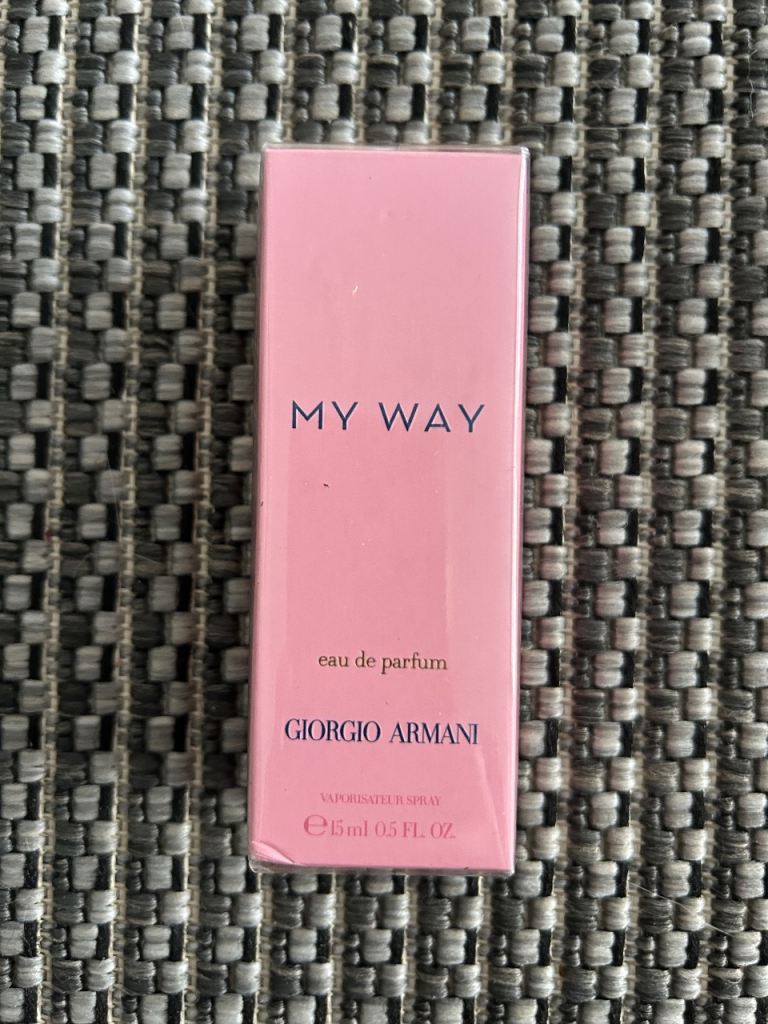 MY WAY
eau de parfum
GIORGIO ARMANI
VAPORISATEUR SPRAY
℮ 15 ml 0.5 FL. OZ.